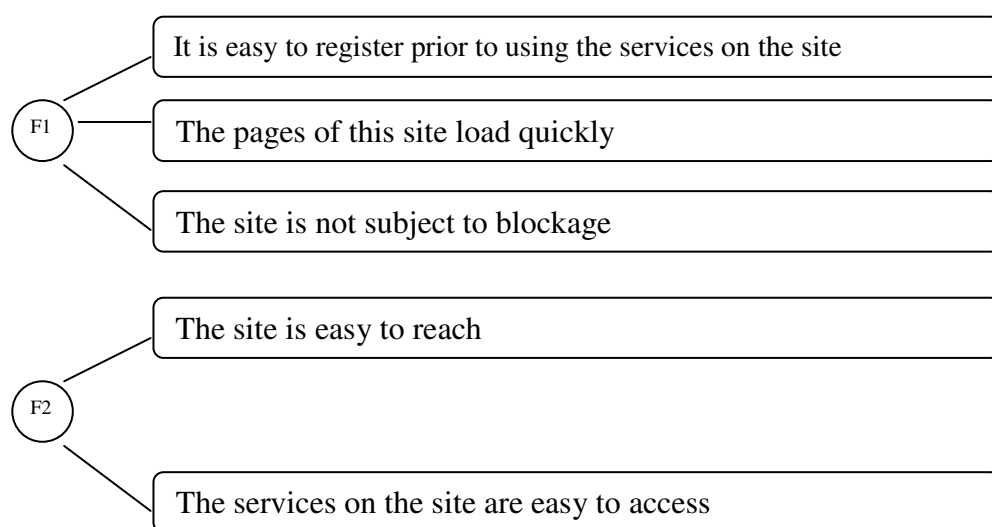 It is easy to register prior to using the services on the site
F1
The pages of this site load quickly
The site is not subject to blockage
The site is easy to reach
F2
The services on the site are easy to access